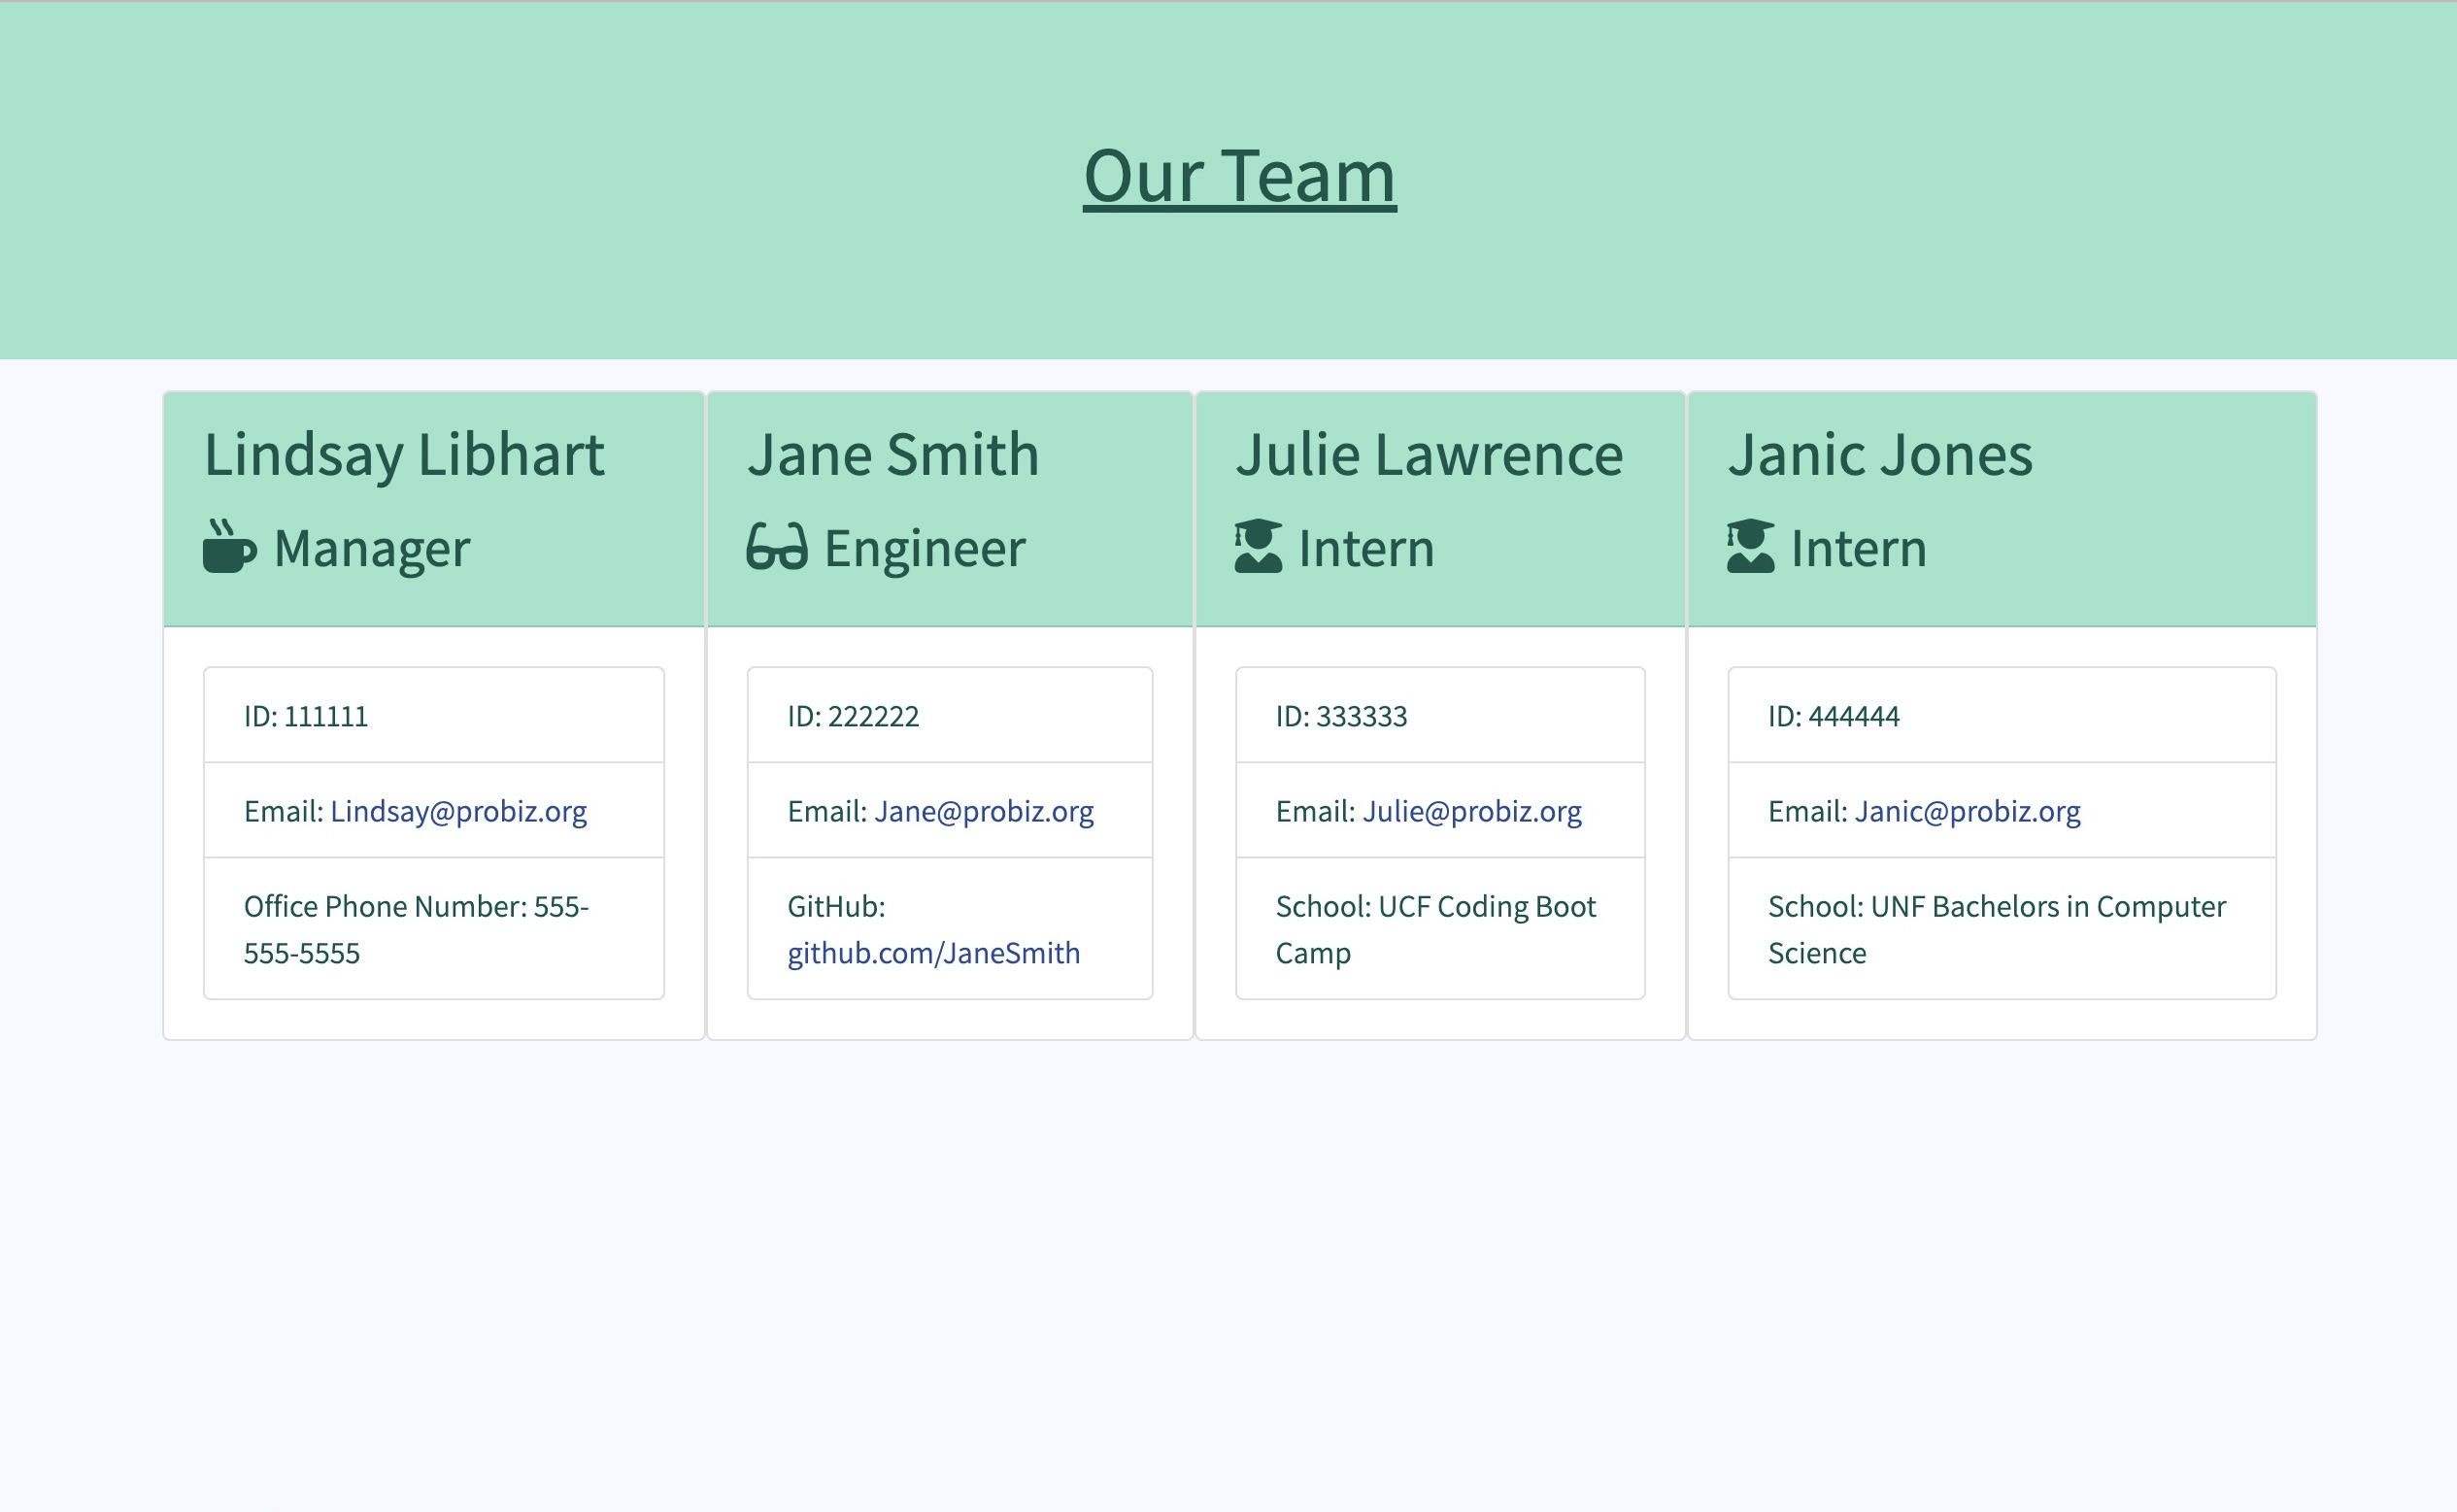 Our Team
Lindsay Libhart
Manager
ID: 111111
Email: Lindsay@probiz.org
Office Phone Number: 555-
555-5555
Jane Smith
Engineer
ID: 222222
Email: Jane@probiz.org
GitHub:
github.com/JaneSmith
Julie Lawrence
Intern
ID: 333333
Email: Julie@probiz.org
School: UCF Coding Boot
Camp
Janic Jones
Intern
ID: 444444
Email: Janic@probiz.org
School: UNF Bachelors in Computer
Science